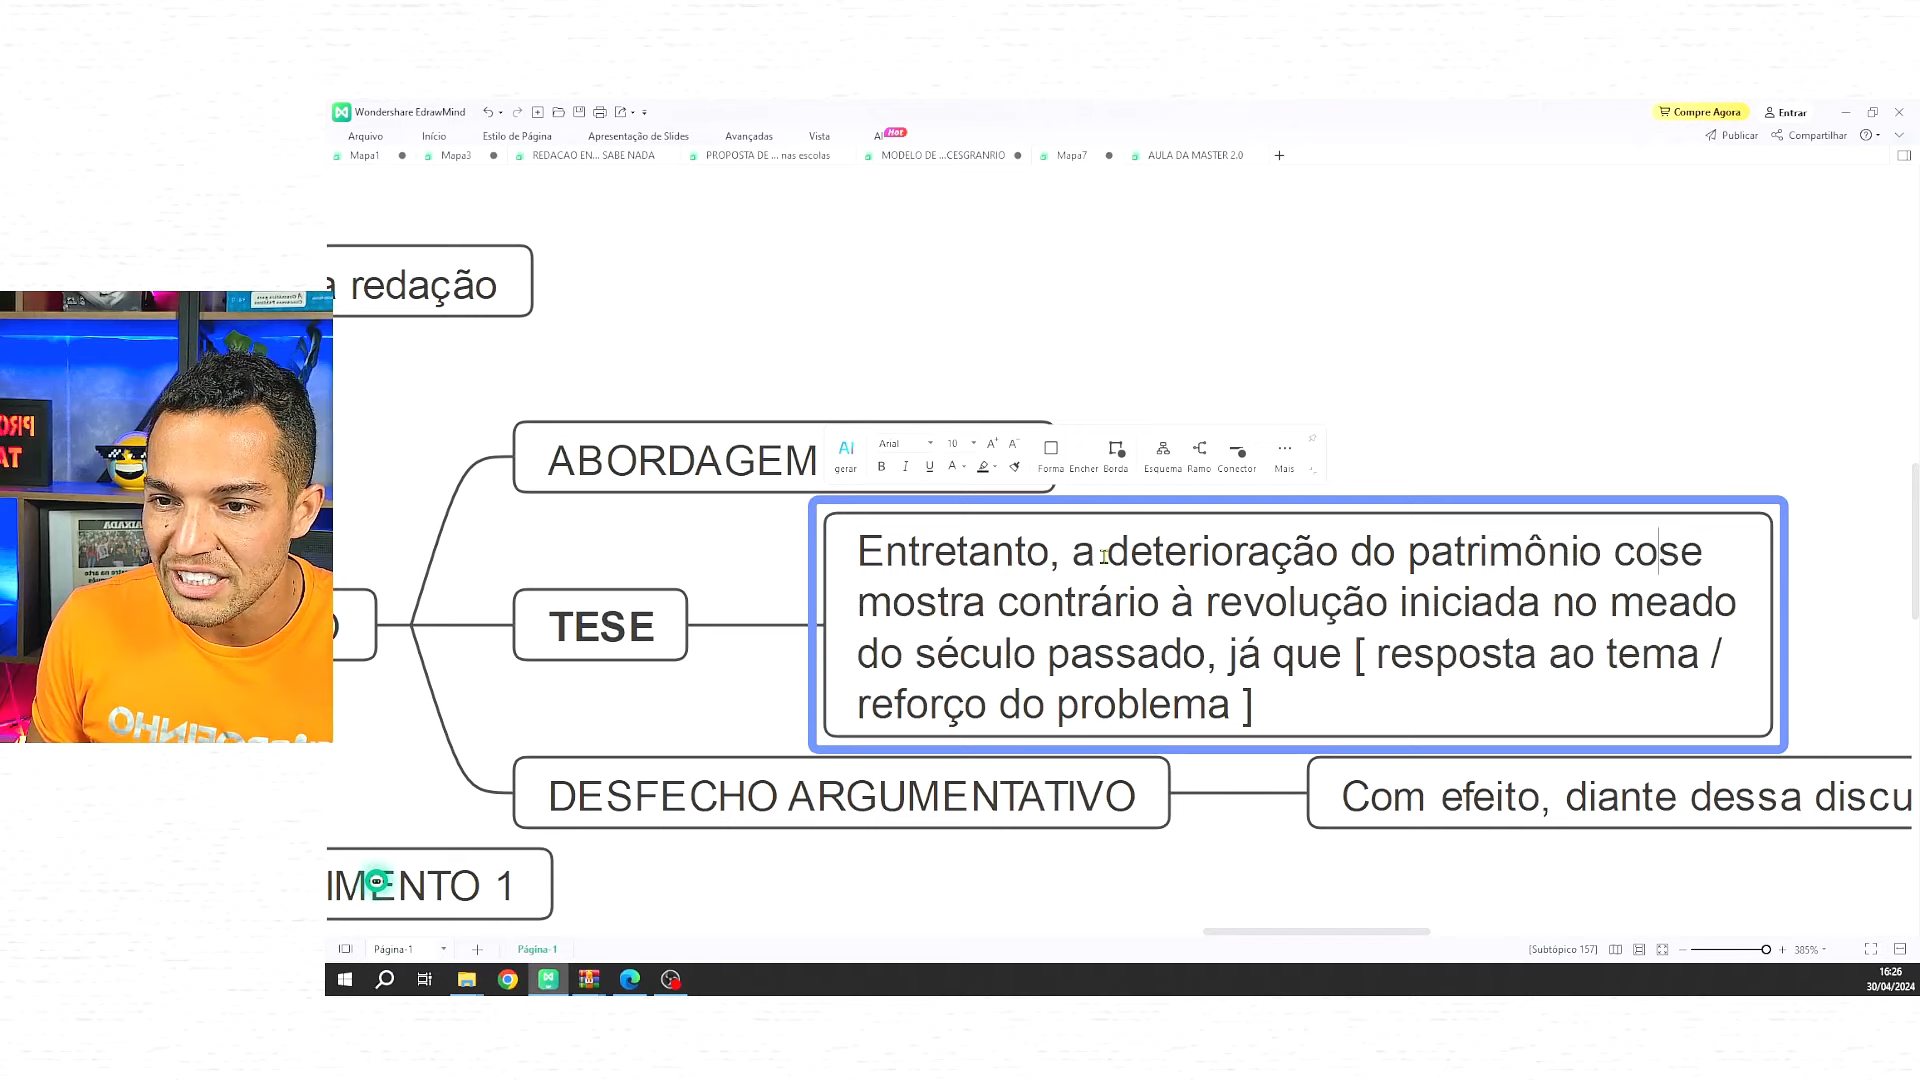 Wondershare EdrawMind
Compre Agora
Entrar
Arquivo Início Estilo de Página Apresentação de Slides Avançadas Vista AI Hot
Publicar Compartilhar
Mapa1 Mapa3 REDACAO EN... SABE NADA PROPOSTA DE ... nas escolas MODELO DE ...CESGRANRIO Mapa7 AULA DA MASTER 2.0
a redação
ABORDAGEM
AI gerar
Arial 10
B I U A
Forma Encher Borda Esquema Ramo Conector Mais
Entretanto, a deterioração do patrimônio cose
mostra contrário à revolução iniciada no meado
do século passado, já que [ resposta ao tema /
reforço do problema ]
TESE
O
DESFECHO ARGUMENTATIVO
Com efeito, diante dessa discu
IMENTO 1
Página-1 Página-1
[Subtópico 157] 385%
16:26
30/04/2024